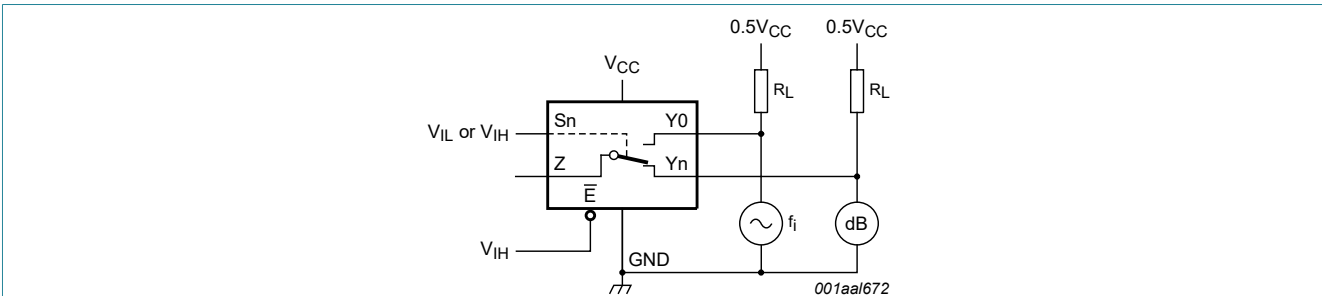 0.5VCC 0.5VCC
VCC
RL RL
Sn Y0
VIL or VIH
Z Yn
E
fi dB
VIH
GND
001aal672